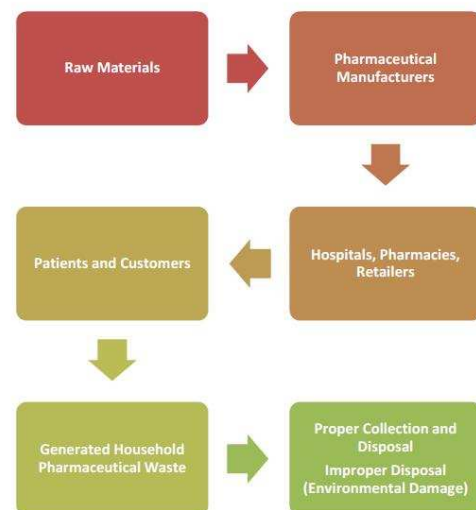 Raw Materials
Pharmaceutical
Manufacturers
Hospitals, Pharmacies,
Retailers
Patients and Customers
Generated Household
Pharmaceutical Waste
Proper Collection and
Disposal
Improper Disposal
(Environmental Damage)